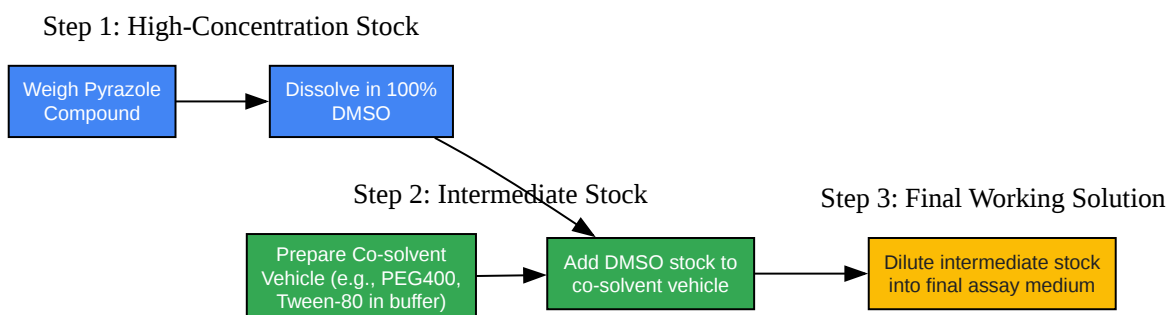 Step 1: High-Concentration Stock
Weigh Pyrazole
Compound
Dissolve in 100%
DMSO
Step 2: Intermediate Stock
Prepare Co-solvent
Vehicle (e.g., PEG400,
Tween-80 in buffer)
Add DMSO stock to
co-solvent vehicle
Step 3: Final Working Solution
Dilute intermediate stock
into final assay medium